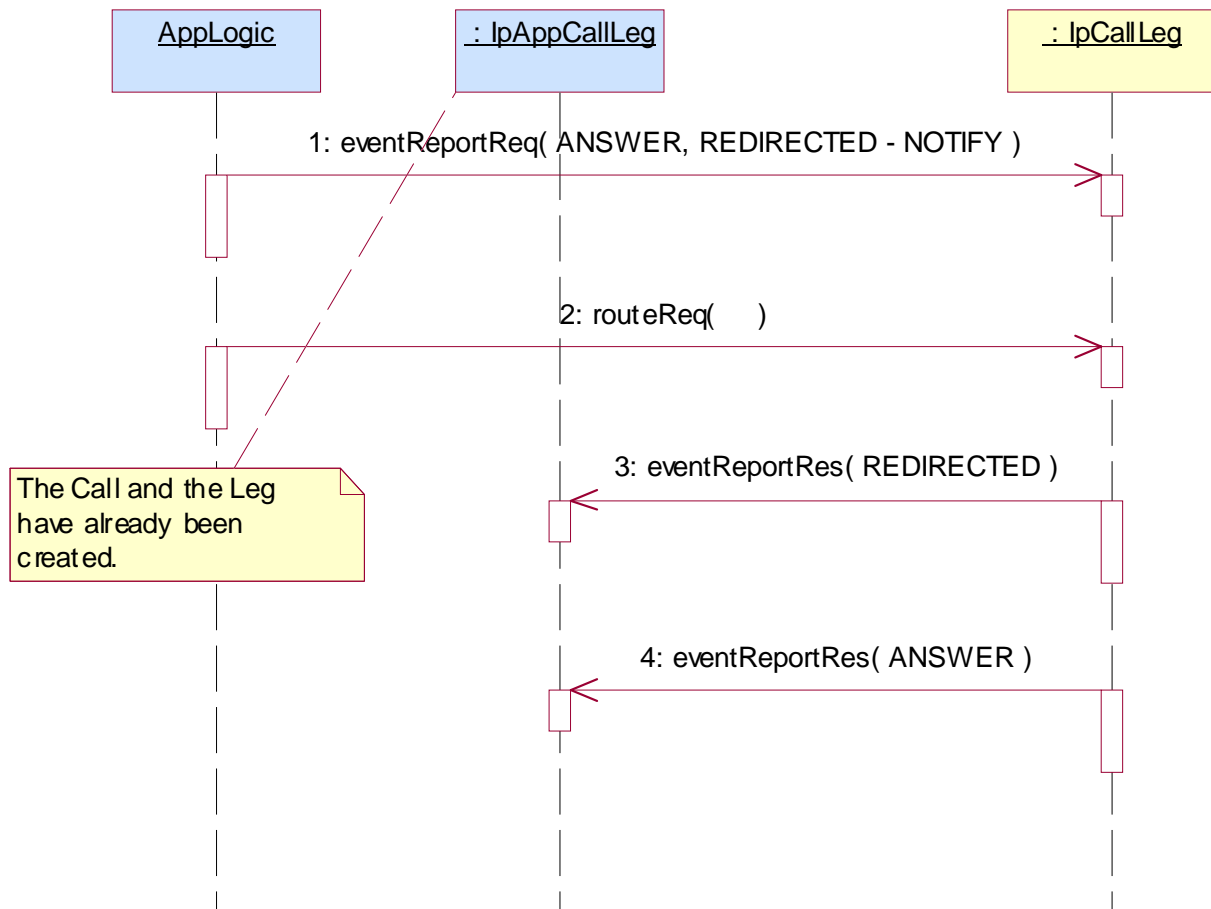 AppLogic
: IpAppCallLeg
: IpCallLeg
1: eventReportReq( ANSWER, REDIRECTED - NOTIFY )
2: routeReq( )
3: eventReportRes( REDIRECTED )
The Call and the Leg
have already been
created.
4: eventReportRes( ANSWER )